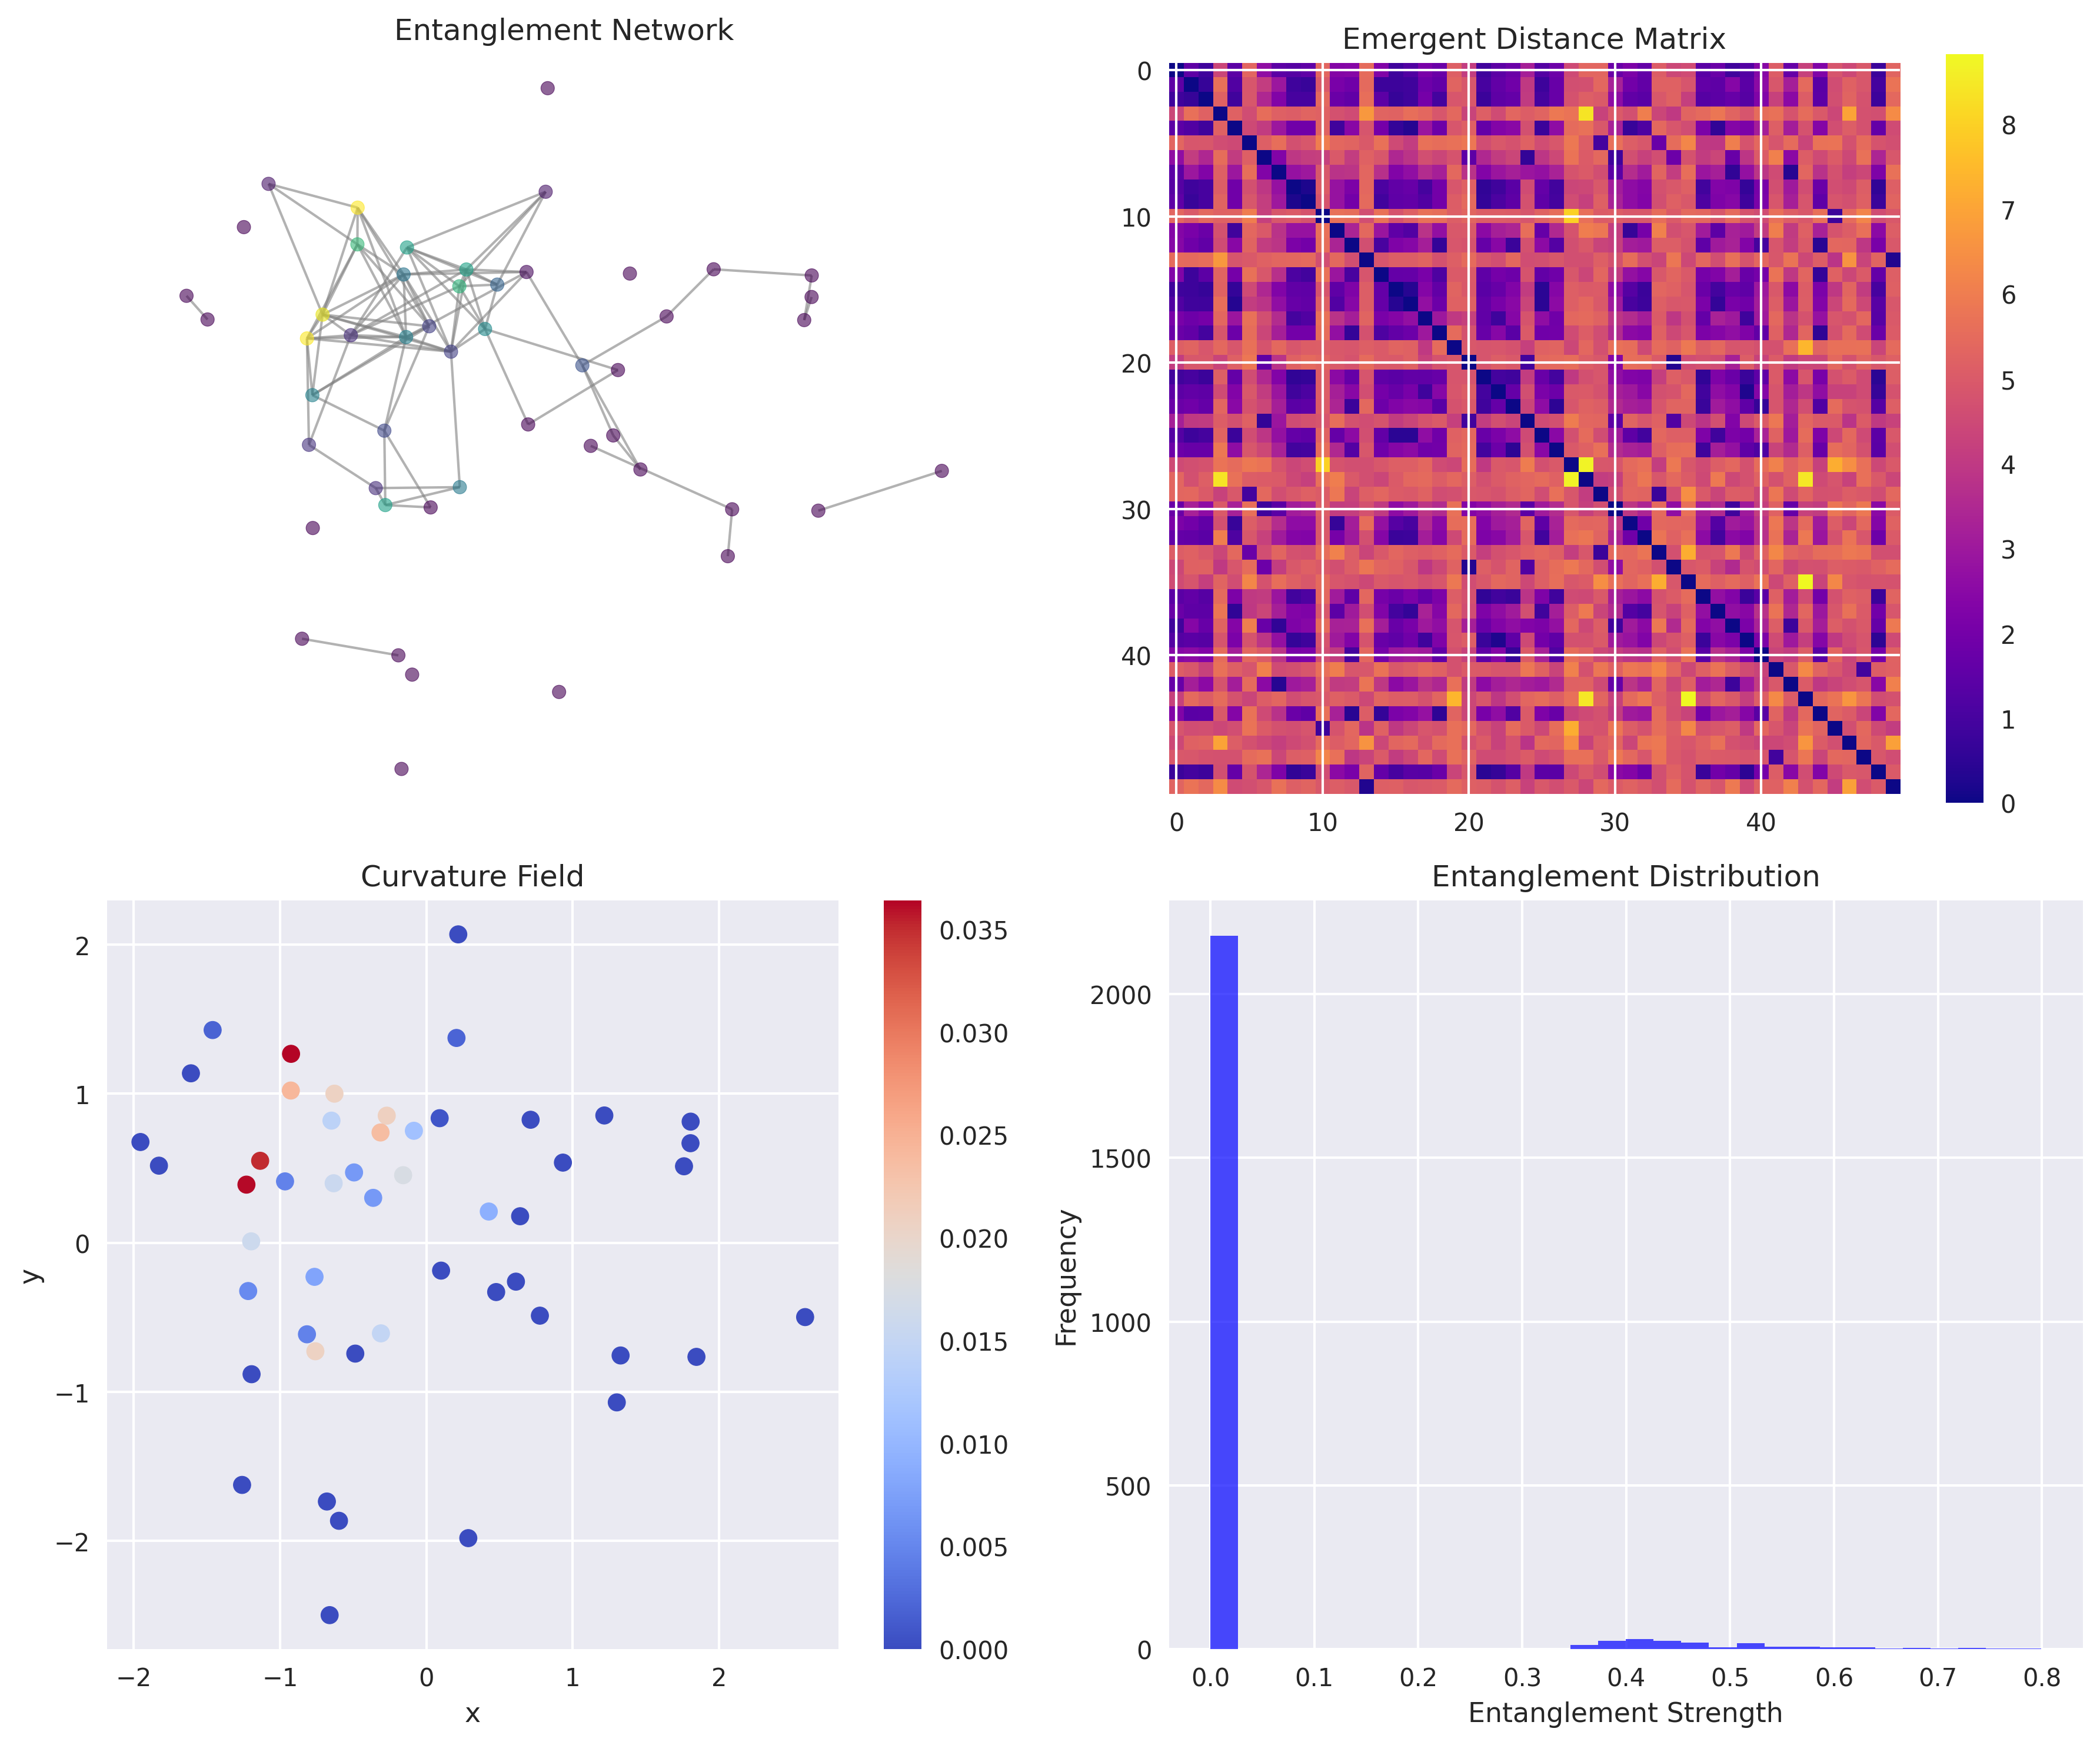 Entanglement Network
Emergent Distance Matrix
0
10
20
30
40
0 10 20 30 40
8
7
6
5
4
3
2
1
0
Curvature Field
2
1
0
−1
−2
y
−2 −1 0 1 2
x
0.035
0.030
0.025
0.020
0.015
0.010
0.005
0.000
Entanglement Distribution
2000
1500
1000
500
0
Frequency
0.0 0.1 0.2 0.3 0.4 0.5 0.6 0.7 0.8
Entanglement Strength